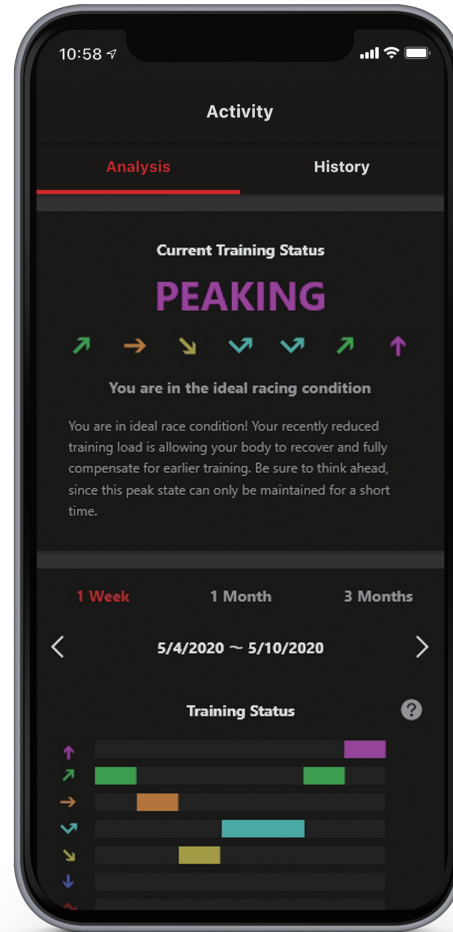 10:58
Activity
Analysis History
Current Training Status
PEAKING
You are in the ideal racing condition
You are in ideal race condition! Your recently reduced
training load is allowing your body to recover and fully
compensate for earlier training. Be sure to think ahead,
since this peak state can only be maintained for a short
time.
1 Week 1 Month 3 Months
5/4/2020 ～ 5/10/2020
Training Status ?